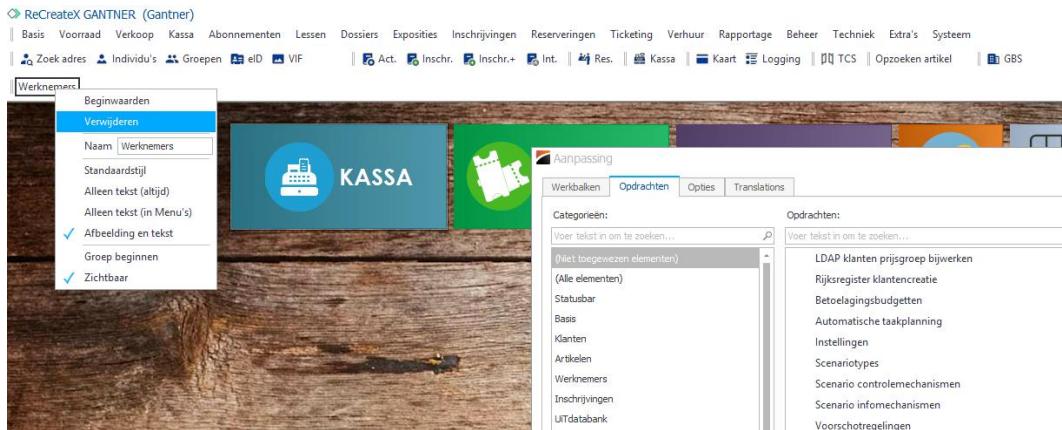 ReCreateX GANTNER (Gantner)
Basis Voorraad Verkoop Kassa Abonnementen Lessen Dossiers Exposities Inschrijvingen Reserveringen Ticketing Verhuur Rapportage Beheer Techniek Extra's Systeem
Zoek adres Individu's Groepen eID VIF Act. Inschr. Inschr.+ Int. Res. Kassa Kaart Logging TCS Opzoeken artikel GBS
Werknemers
Beginwaarden
Verwijderen
Naam Werknemers
Standaardstijl
Alleen tekst (altijd)
Alleen tekst (in Menu's)
Afbeelding en tekst
Groep beginnen
Zichtbaar
KASSA
Aanpassing
Werkbalken Opdrachten Opties Translations
Categorieën: Opdrachten:
Voer tekst in om te zoeken... Voer tekst in om te zoeken...
(Niet toegewezen elementen) LDAP klanten prijsgroep bijwerken
(Alle elementen) Rijksregister klantencreatie
Statusbar Betoelagingsbudgetten
Basis Automatische taakplanning
Klanten Instellingen
Artikelen Scenariotypes
Werknemers Scenario controlemechanismen
Inschrijvingen Scenario infomechanismen
UiTdatabank Voorschotregelingen